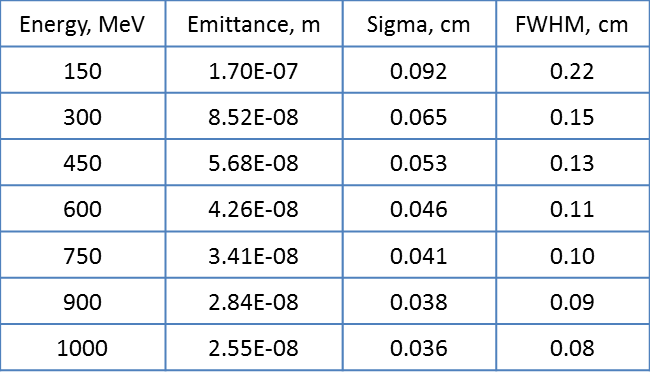 Energy, MeV Emittance, m Sigma, cm FWHM, cm
150 1.70E-07 0.092 0.22
300 8.52E-08 0.065 0.15
450 5.68E-08 0.053 0.13
600 4.26E-08 0.046 0.11
750 3.41E-08 0.041 0.10
900 2.84E-08 0.038 0.09
1000 2.55E-08 0.036 0.08